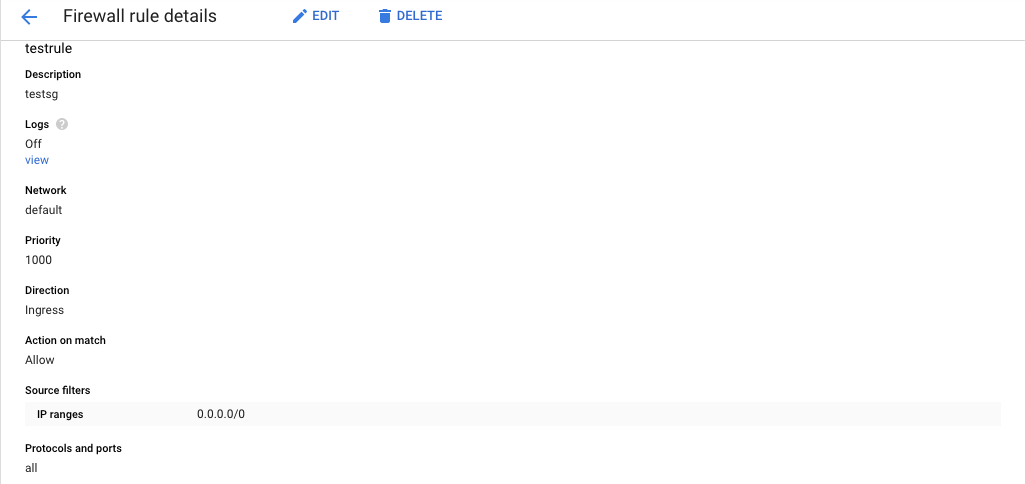 Firewall rule details EDIT DELETE
testrule
Description
testsg
Logs ?
Off
view
Network
default
Priority
1000
Direction
Ingress
Action on match
Allow
Source filters
IP ranges 0.0.0.0/0
Protocols and ports
all